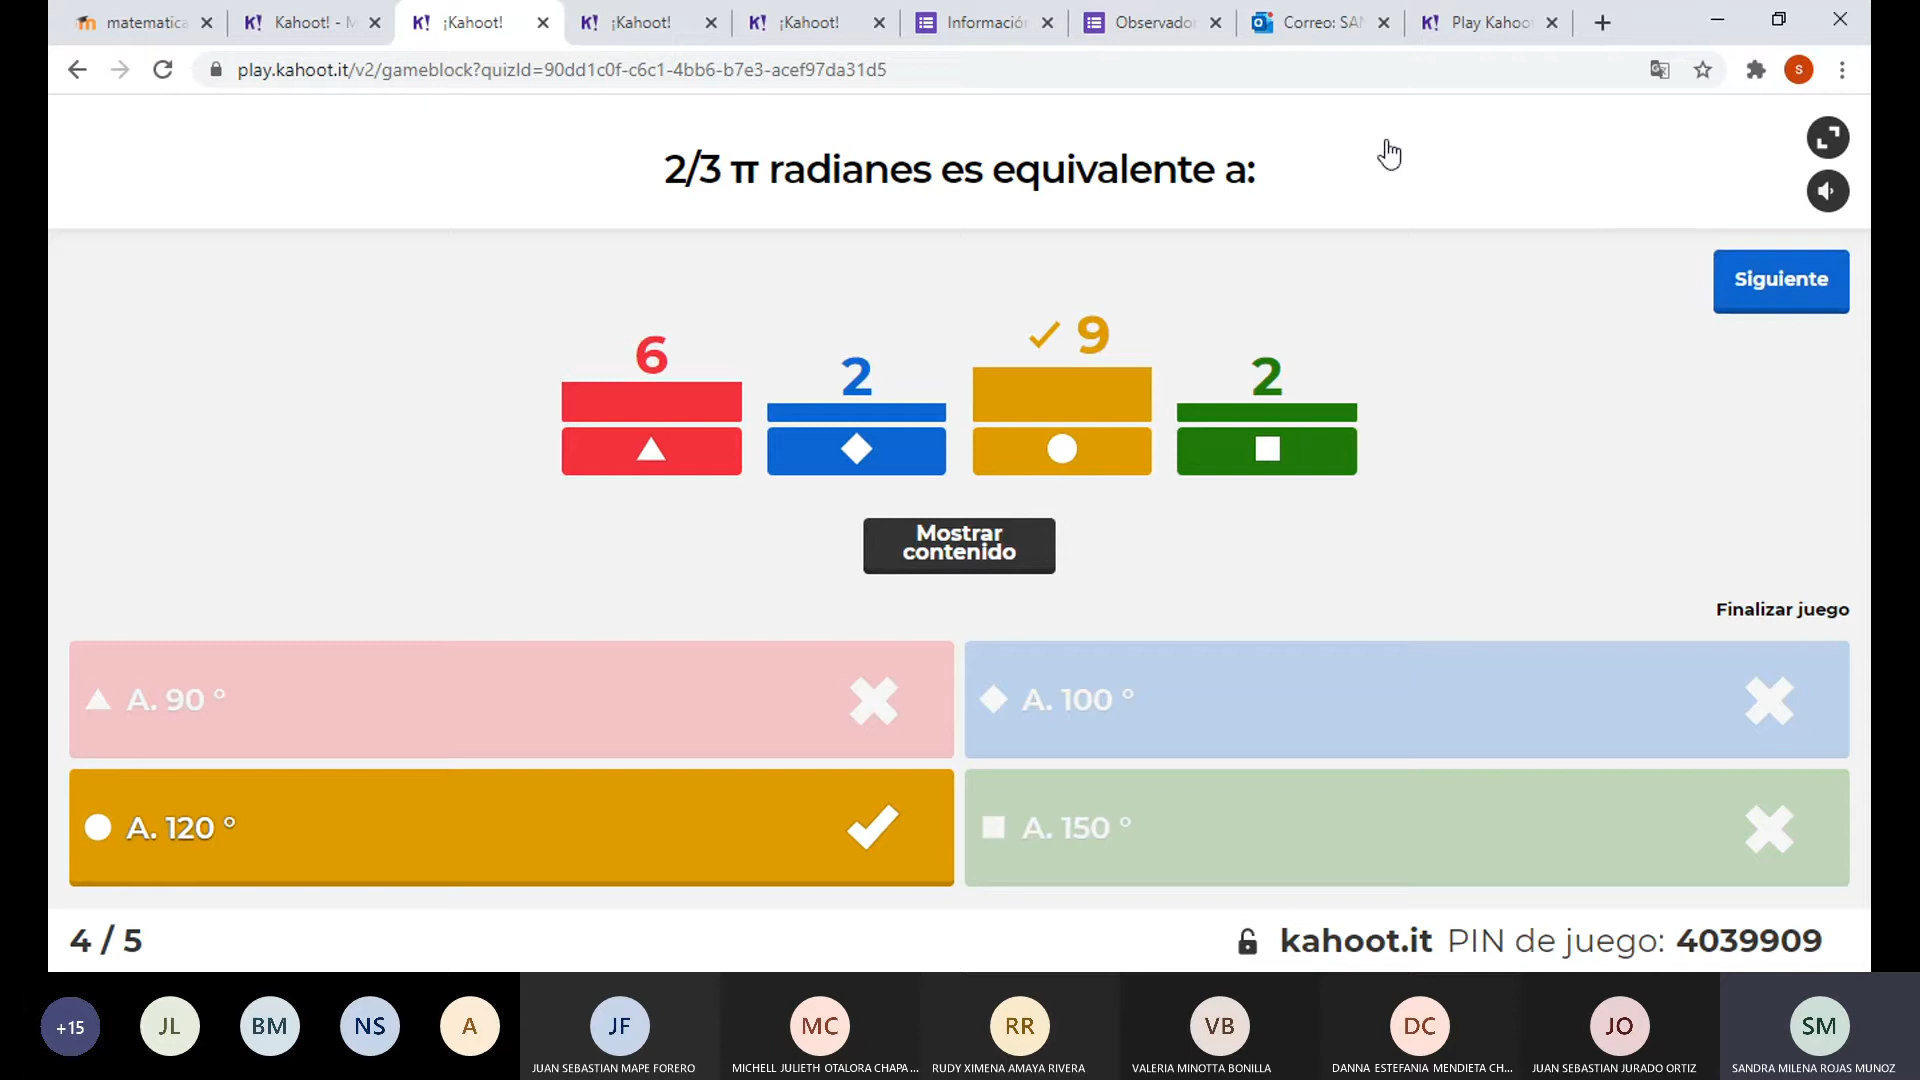 matematica
Kahoot! - M
¡Kahoot!
¡Kahoot!
¡Kahoot!
Información
Observador
Correo: SAN
Play Kahoot
play.kahoot.it/v2/gameblock?quizId=90dd1c0f-c6c1-4bb6-b7e3-acef97da31d5
S
2/3 π radianes es equivalente a:
Siguiente
6
2
9
2
Mostrar
contenido
Finalizar juego
A. 90 °
A. 100 °
A. 120 °
A. 150 °
4 / 5
kahoot.it PIN de juego: 4039909
+15
JL
BM
NS
A
JF
MC
RR
VB
DC
JO
SM
JUAN SEBASTIAN MAPE FORERO
MICHELL JULIETH OTALORA CHAPA...
RUDY XIMENA AMAYA RIVERA
VALERIA MINOTTA BONILLA
DANNA ESTEFANIA MENDIETA CH...
JUAN SEBASTIAN JURADO ORTIZ
SANDRA MILENA ROJAS MUNOZ